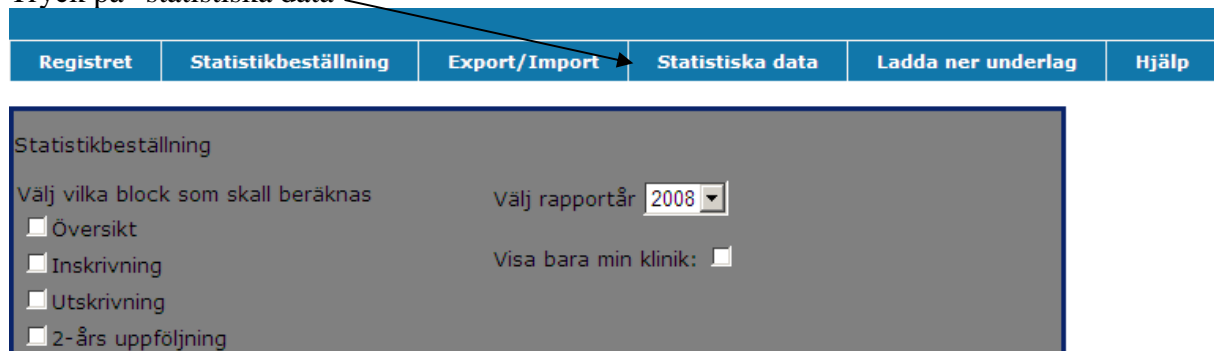 Tryck på "statistiska data"
Registret Statistikbeställning Export/Import Statistiska data Ladda ner underlag Hjälp
Statistikbeställning
Välj vilka block som skall beräknas
Översikt
Inskrivning
Utskrivning
2-års uppföljning
Välj rapportår 2008
Visa bara min klinik: